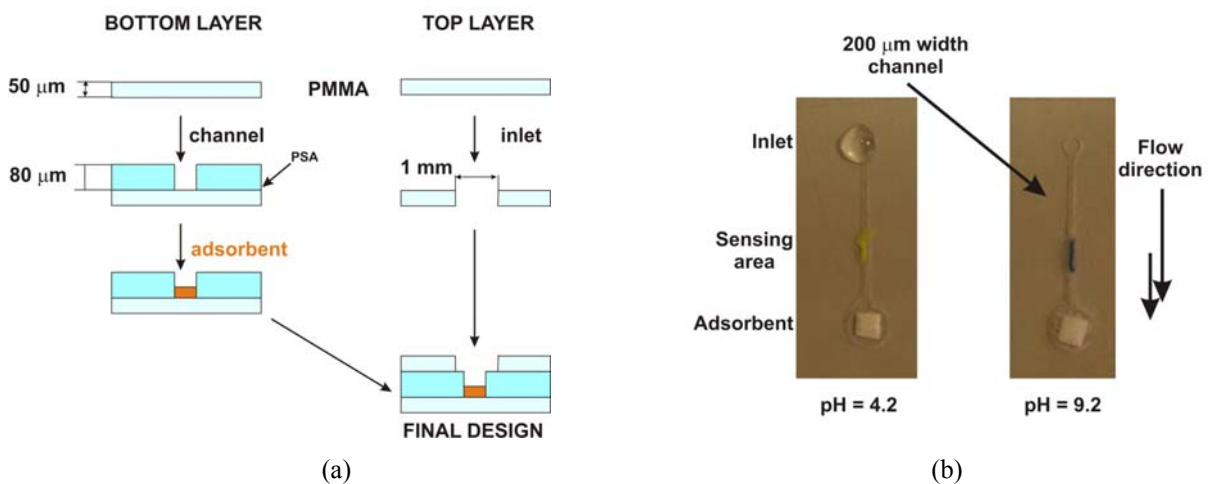 BOTTOM LAYER
TOP LAYER
50 μm
PMMA
channel
inlet
80 μm
PSA
1 mm
adsorbent
FINAL DESIGN
(a)
200 μm width
channel
Inlet
Flow
direction
Sensing
area
Adsorbent
pH = 4.2
pH = 9.2
(b)